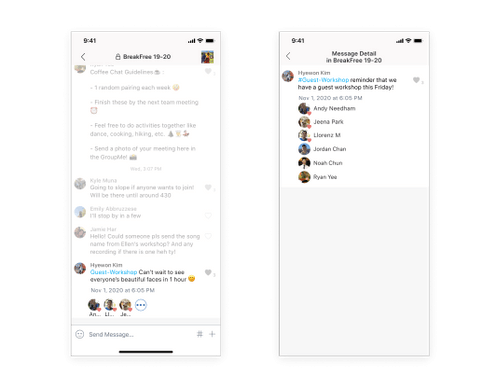 9:41
BreakFree 19-20
Coffee Chat Guidelines
- 1 random pairing each week
- Finish these by the next team meeting
- Feel free to do activities together like
dance, cooking, hiking, etc.
- Send a photo of your meeting here in
the GroupMe!
Wed, 3:07 PM
Kyle Muna
Going to slope if anyone wants to join!
Will be there until around 430
Emily Abbruzzese
I'll stop by in a few
Hello! Could someone pls send the song
name from Ellen's workshop? And any
recording if there is one heh ty!
Hyewon Kim
Guest-Workshop Can't wait to see
everyone's beautiful faces in 1 hour
Nov 1, 2020 at 6:05 PM
An...
Ll...
Je...
Send Message...
#
+
9:41
Message Detail
in BreakFree 19-20
Hyewon Kim
#Guest-Workshop reminder that we
have a guest workshop this Friday!
Nov 1, 2020 at 6:05 PM
Andy Needham
Jeena Park
Llorenz M
Jordan Chan
Noah Chun
Ryan Yee